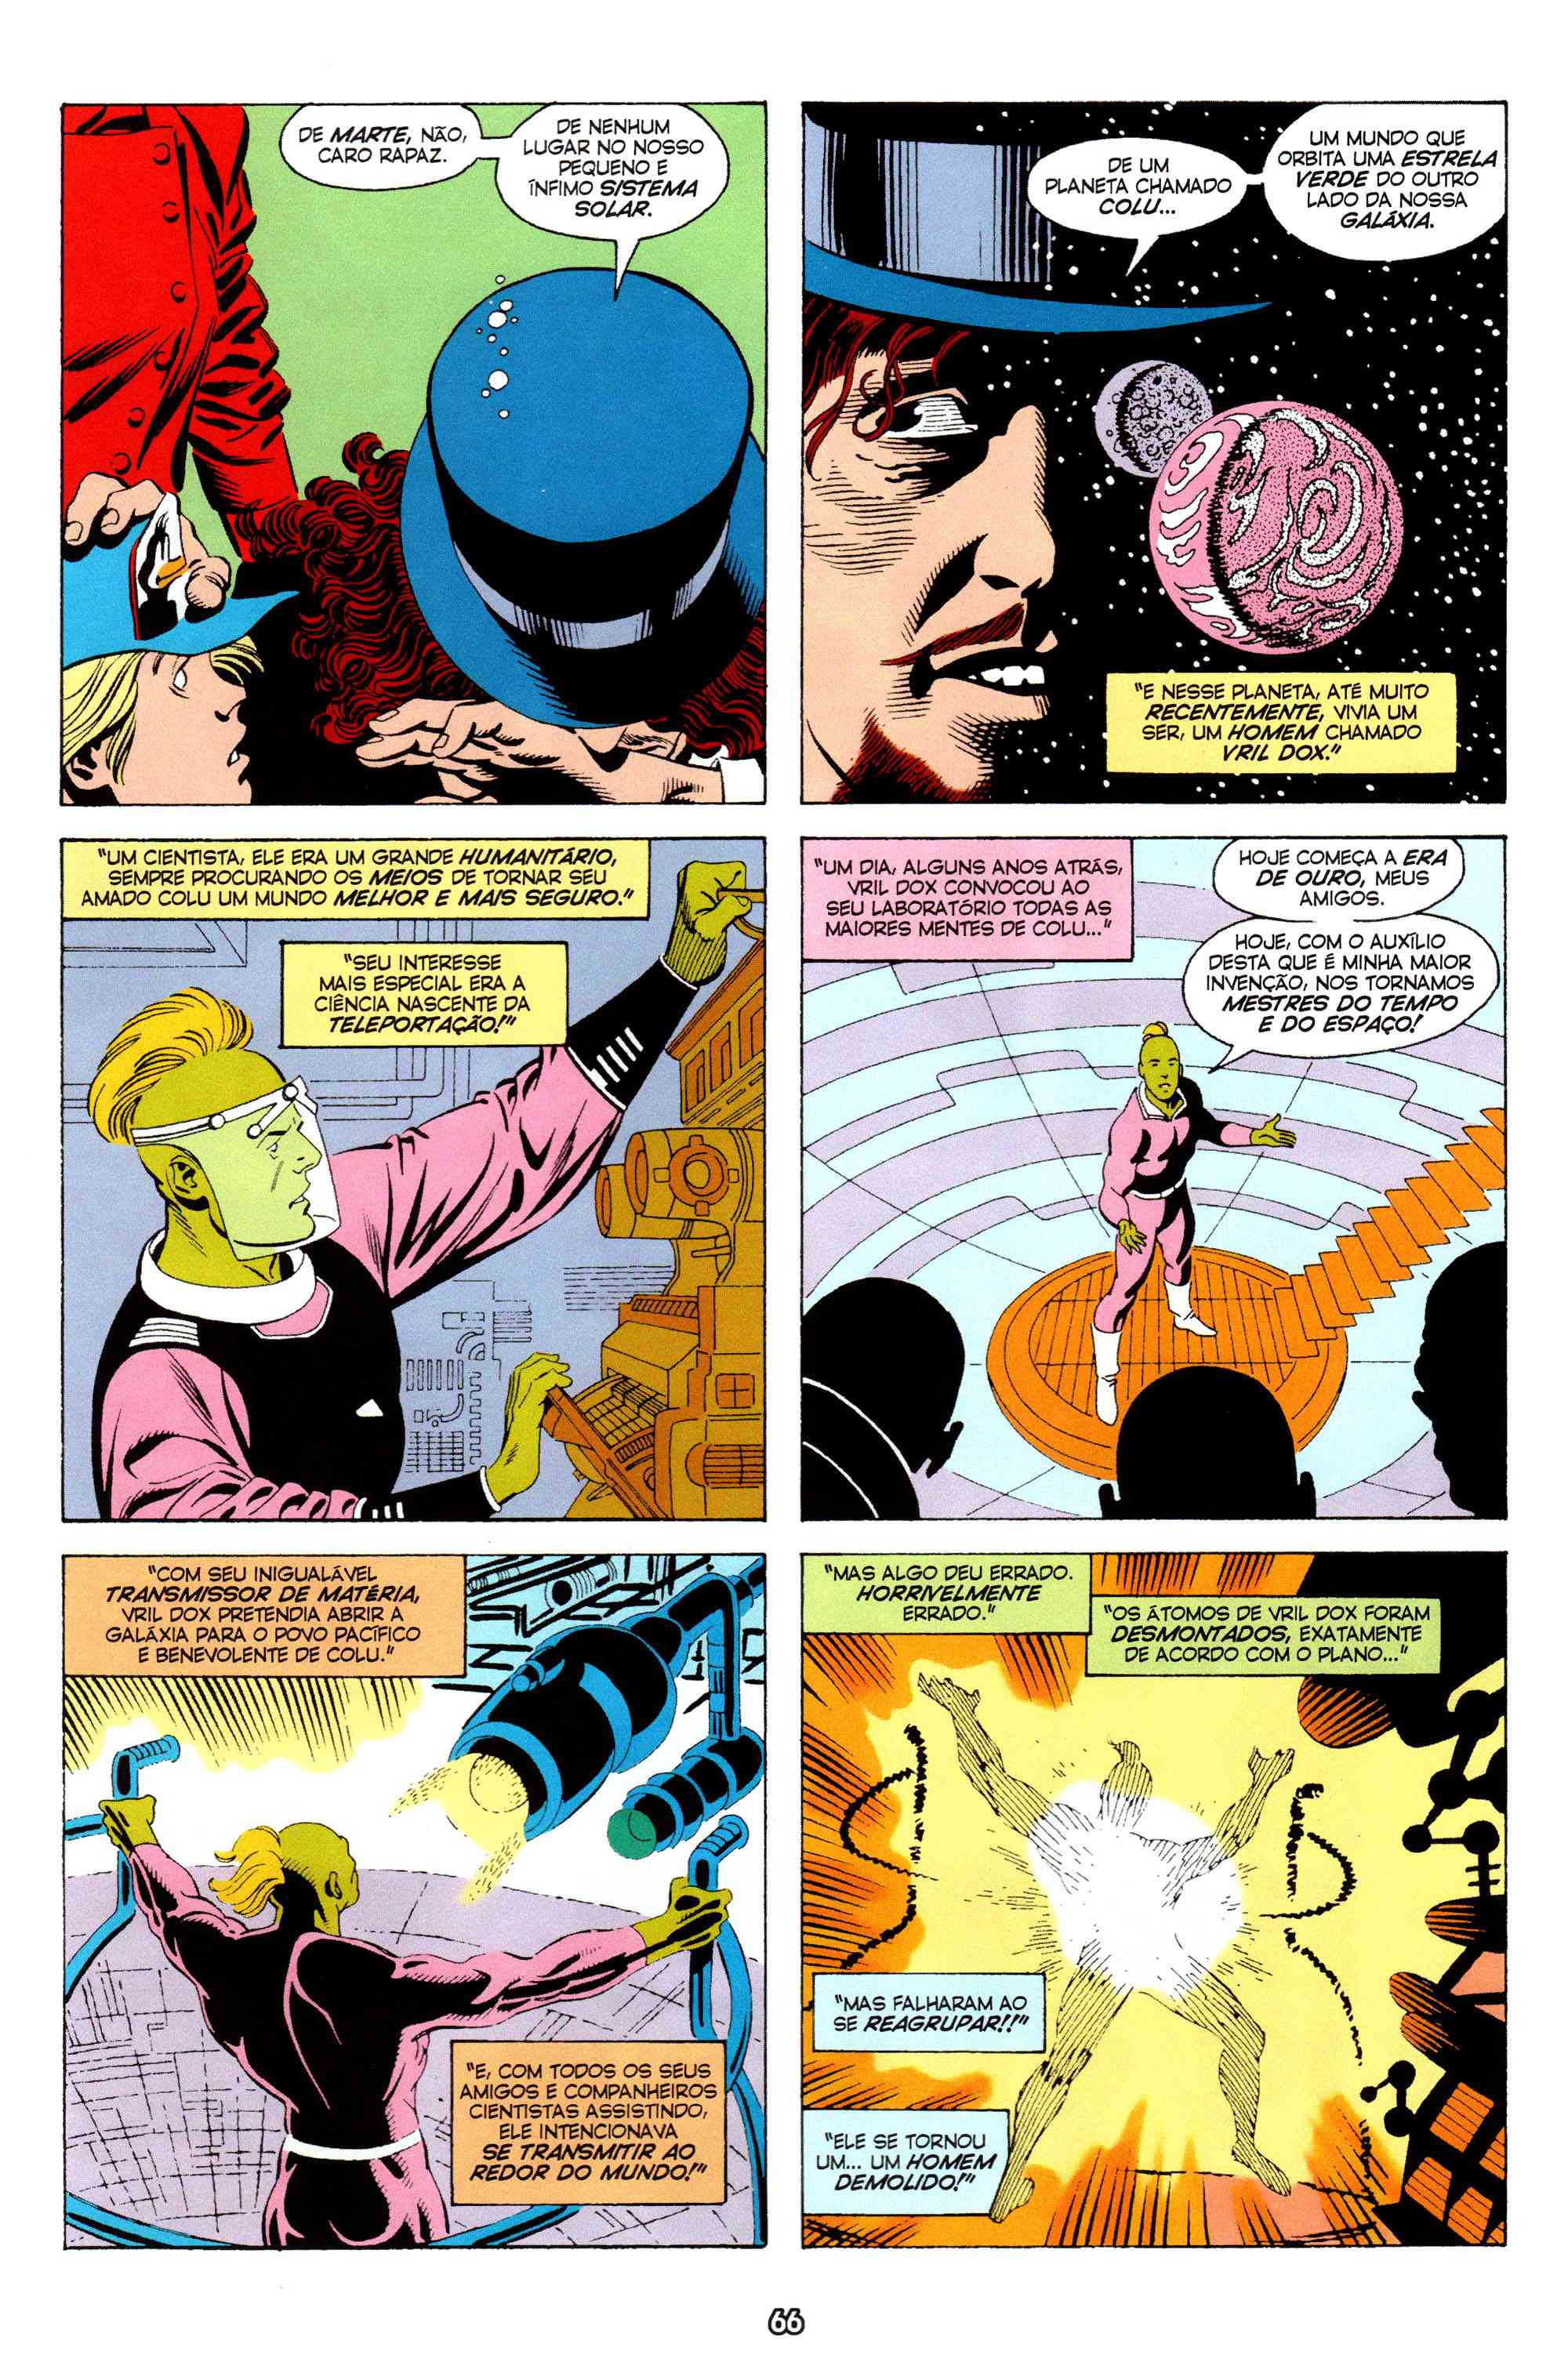 DE MARTE, NÃO,
CARO RAPAZ.
DE NENHUM
LUGAR NO NOSSO
PEQUENO E
ÍNFIMO SISTEMA
SOLAR.
DE UM
PLANETA CHAMADO
COLU...
UM MUNDO QUE
ORBITA UMA ESTRELA
VERDE DO OUTRO
LADO DA NOSSA
GALÁXIA.
"E NESSE PLANETA, ATÉ MUITO
RECENTEMENTE, VIVIA UM
SER, UM HOMEM CHAMADO
VRIL DOX."
"UM CIENTISTA, ELE ERA UM GRANDE HUMANITÁRIO,
SEMPRE PROCURANDO OS MEIOS DE TORNAR SEU
AMADO COLU UM MUNDO MELHOR E MAIS SEGURO."
"SEU INTERESSE
MAIS ESPECIAL ERA A
CIÊNCIA NASCENTE DA
TELEPORTAÇÃO!"
"UM DIA, ALGUNS ANOS ATRÁS,
VRIL DOX CONVOCOU AO
SEU LABORATÓRIO TODAS AS
MAIORES MENTES DE COLU..."
HOJE COMEÇA A ERA
DE OURO, MEUS
AMIGOS.
HOJE, COM O AUXÍLIO
DESTA QUE É MINHA MAIOR
INVENÇÃO, NOS TORNAMOS
MESTRES DO TEMPO
E DO ESPAÇO!
"COM SEU INIGUALÁVEL
TRANSMISSOR DE MATÉRIA,
VRIL DOX PRETENDIA ABRIR A
GALÁXIA PARA O POVO PACÍFICO
E BENEVOLENTE DE COLU."
"E, COM TODOS OS SEUS
AMIGOS E COMPANHEIROS
CIENTISTAS ASSISTINDO,
ELE INTENCIONAVA
SE TRANSMITIR AO
REDOR DO MUNDO!"
"MAS ALGO DEU ERRADO.
HORRIVELMENTE
ERRADO."
"OS ÁTOMOS DE VRIL DOX FORAM
DESMONTADOS, EXATAMENTE
DE ACORDO COM O PLANO..."
"MAS FALHARAM AO
SE REAGRUPAR!!"
"ELE SE TORNOU
UM... UM HOMEM
DEMOLIDO!"
66